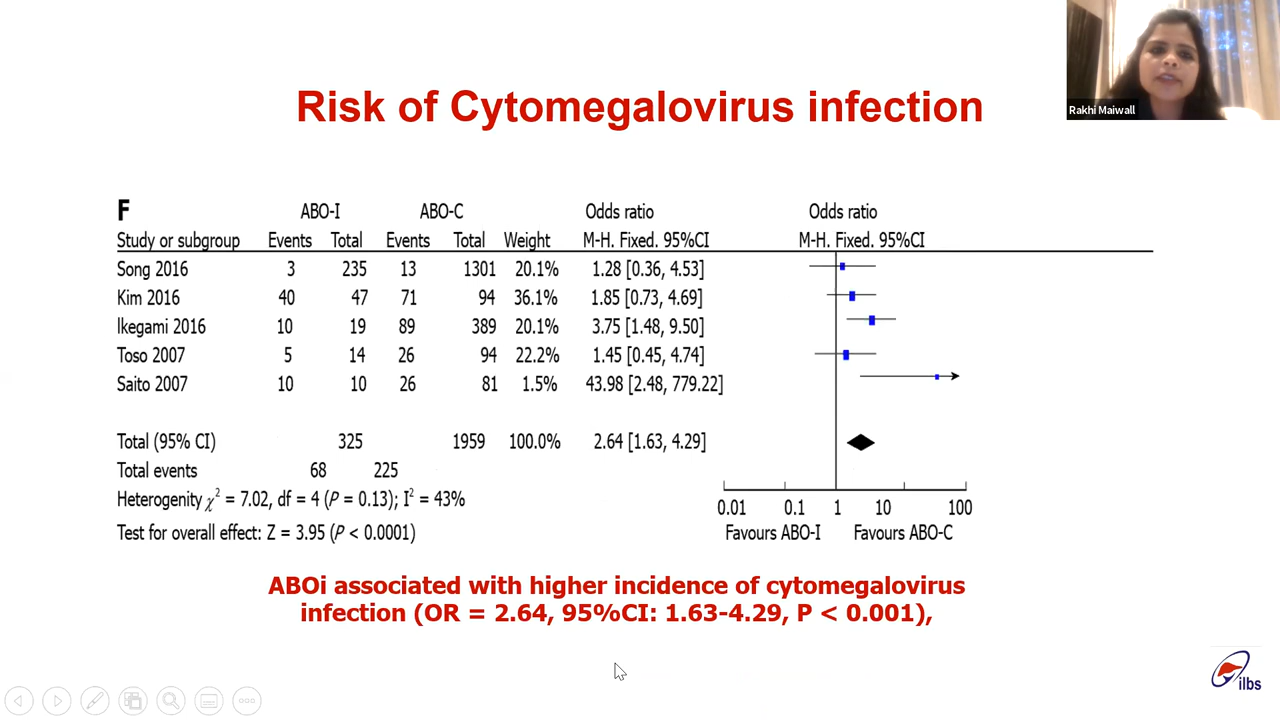 Rakhi Maiwall
Risk of Cytomegalovirus infection
F ABO-I ABO-C Odds ratio Odds ratio
Study or subgroup Events Total Events Total Weight M-H. Fixed. 95%CI M-H. Fixed. 95%CI
Song 2016 3 235 13 1301 20.1% 1.28 [0.36, 4.53]
Kim 2016 40 47 71 94 36.1% 1.85 [0.73, 4.69]
Ikegami 2016 10 19 89 389 20.1% 3.75 [1.48, 9.50]
Toso 2007 5 14 26 94 22.2% 1.45 [0.45, 4.74]
Saito 2007 10 10 26 81 1.5% 43.98 [2.48, 779.22]
Total (95% CI) 325 1959 100.0% 2.64 [1.63, 4.29]
Total events 68 225
Heterogenity χ² = 7.02, df = 4 (P = 0.13); I² = 43%
0.01 0.1 1 10 100
Test for overall effect: Z = 3.95 (P < 0.0001) Favours ABO-I Favours ABO-C
ABOi associated with higher incidence of cytomegalovirus
infection (OR = 2.64, 95%CI: 1.63-4.29, P < 0.001),
ilbs